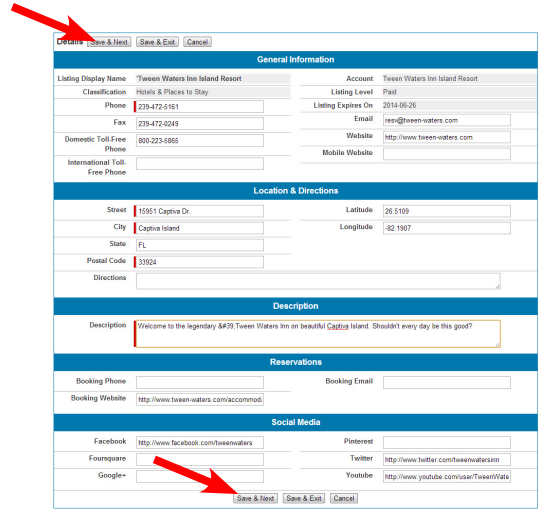 Details Save & Next Save & Exit Cancel
General Information
Listing Display Name 'Tween Waters Inn Island Resort Account Tween Waters Inn Island Resort
Classification Hotels & Places to Stay Listing Level Paid
Phone 239-472-5161 Listing Expires On 2014-06-26
Fax 239-472-0249 Email resv@tween-waters.com
Domestic Toll-Free Phone 800-223-5865 Website http://www.tween-waters.com
International Toll-Free Phone Mobile Website
Location & Directions
Street 15951 Captiva Dr. Latitude 26.5109
City Captiva Island Longitude -82.1907
State FL
Postal Code 33924
Directions
Description
Description Welcome to the legendary &#39;Tween Waters Inn on beautiful Captiva Island. Shouldn't every day be this good?
Reservations
Booking Phone Booking Email
Booking Website http://www.tween-waters.com/accommod
Social Media
Facebook http://www.facebook.com/tweenwaters Pinterest
Foursquare Twitter http://www.twitter.com/tweenwatersinn
Google+ Youtube http://www.youtube.com/user/TweenWate
Save & Next Save & Exit Cancel